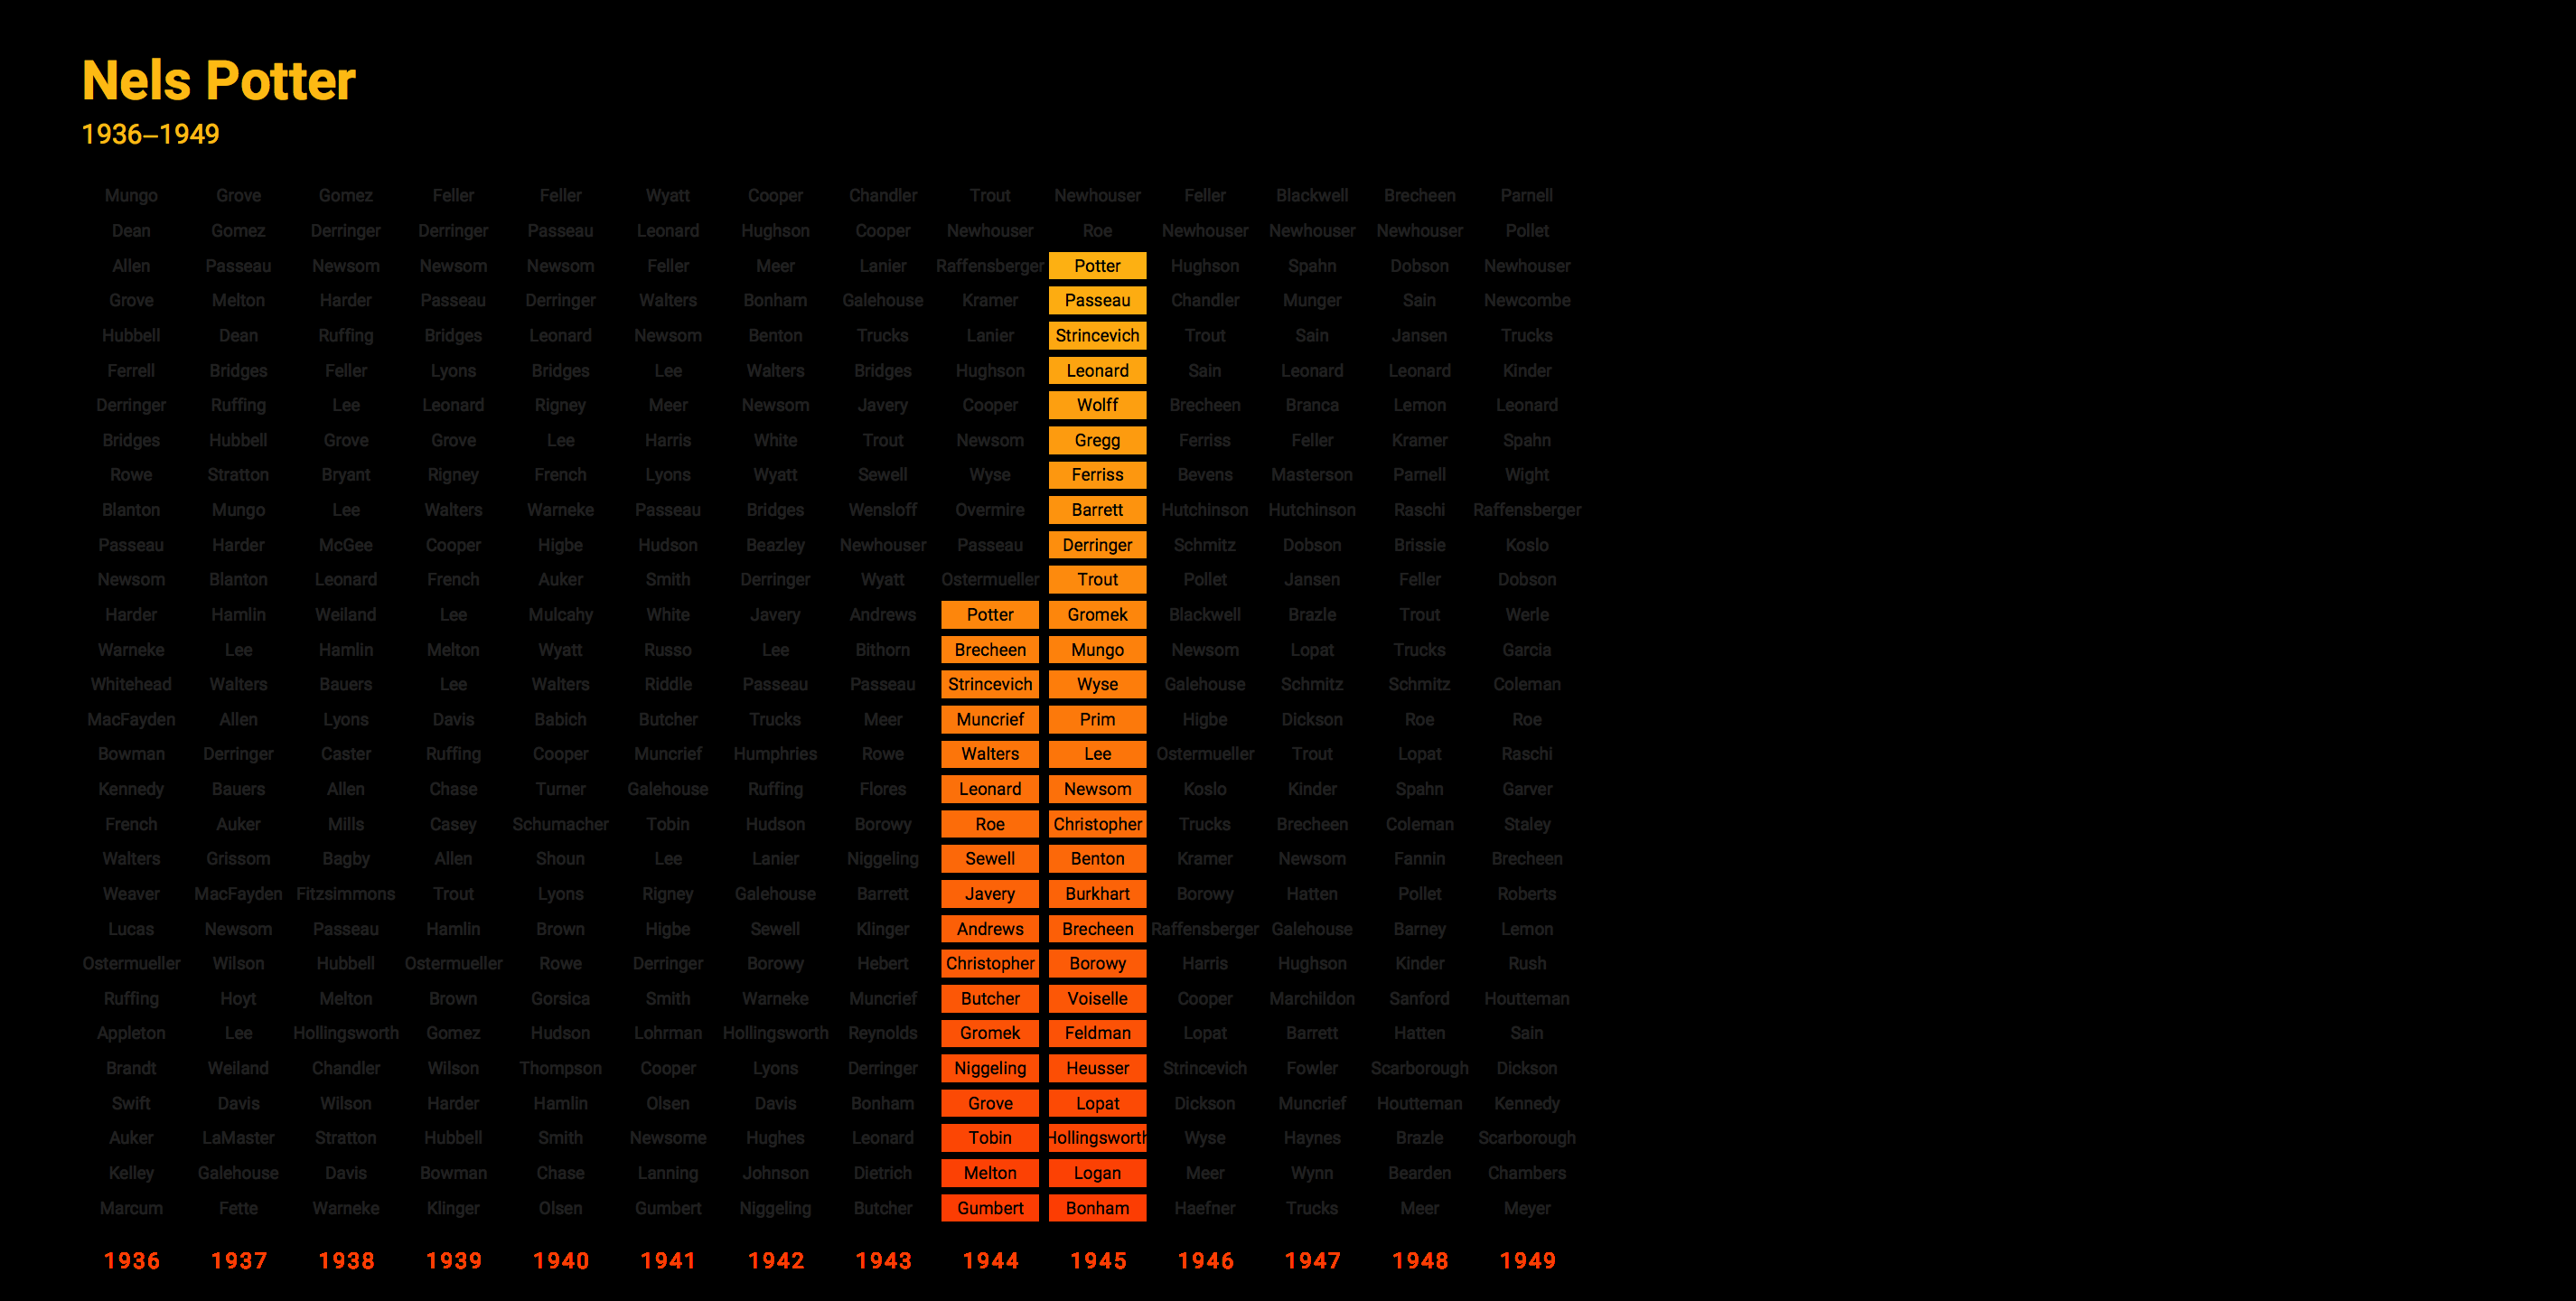 Nels Potter
1936–1949
Mungo Grove Gomez Feller Feller Wyatt Cooper Chandler Trout Newhouser Feller Blackwell Brecheen Parnell
Dean Gomez Derringer Derringer Passeau Leonard Hughson Cooper Newhouser Roe Newhouser Newhouser Newhouser Pollet
Allen Passeau Newsom Newsom Newsom Feller Meer Lanier Raffensberger Potter Hughson Spahn Dobson Newhouser
Grove Melton Harder Passeau Derringer Walters Bonham Galehouse Kramer Passeau Chandler Munger Sain Newcombe
Hubbell Dean Ruffing Bridges Leonard Newsom Benton Trucks Lanier Strincevich Trout Sain Jansen Trucks
Ferrell Bridges Feller Lyons Bridges Lee Walters Bridges Hughson Leonard Sain Leonard Leonard Kinder
Derringer Ruffing Lee Leonard Rigney Meer Newsom Javery Cooper Wolff Brecheen Branca Lemon Leonard
Bridges Hubbell Grove Grove Lee Harris White Trout Newsom Gregg Ferriss Feller Kramer Spahn
Rowe Stratton Bryant Rigney French Lyons Wyatt Sewell Wyse Ferriss Bevens Masterson Parnell Wight
Blanton Mungo Lee Walters Warneke Passeau Bridges Wensloff Overmire Barrett Hutchinson Hutchinson Raschi Raffensberger
Passeau Harder McGee Cooper Higbe Hudson Beazley Newhouser Passeau Derringer Schmitz Dobson Brissie Koslo
Newsom Blanton Leonard French Auker Smith Derringer Wyatt Ostermueller Trout Pollet Jansen Feller Dobson
Harder Hamlin Weiland Lee Mulcahy White Javery Andrews Potter Gromek Blackwell Brazle Trout Werle
Warneke Lee Hamlin Melton Wyatt Russo Lee Bithorn Brecheen Mungo Newsom Lopat Trucks Garcia
Whitehead Walters Bauers Lee Walters Riddle Passeau Passeau Strincevich Wyse Galehouse Schmitz Schmitz Coleman
MacFayden Allen Lyons Davis Babich Butcher Trucks Meer Muncrief Prim Higbe Dickson Roe Roe
Bowman Derringer Caster Ruffing Cooper Muncrief Humphries Rowe Walters Lee Ostermueller Trout Lopat Raschi
Kennedy Bauers Allen Chase Turner Galehouse Ruffing Flores Leonard Newsom Koslo Kinder Spahn Garver
French Auker Mills Casey Schumacher Tobin Hudson Borowy Roe Christopher Trucks Brecheen Coleman Staley
Walters Grissom Bagby Allen Shoun Lee Lanier Niggeling Sewell Benton Kramer Newsom Fannin Brecheen
Weaver MacFayden Fitzsimmons Trout Lyons Rigney Galehouse Barrett Javery Burkhart Borowy Hatten Pollet Roberts
Lucas Newsom Passeau Hamlin Brown Higbe Sewell Klinger Andrews Brecheen Raffensberger Galehouse Barney Lemon
Ostermueller Wilson Hubbell Ostermueller Rowe Derringer Borowy Hebert Christopher Borowy Harris Hughson Kinder Rush
Ruffing Hoyt Melton Brown Gorsica Smith Warneke Muncrief Butcher Voiselle Cooper Marchildon Sanford Houtteman
Appleton Lee Hollingsworth Gomez Hudson Lohrman Hollingsworth Reynolds Gromek Feldman Lopat Barrett Hatten Sain
Brandt Weiland Chandler Wilson Thompson Cooper Lyons Derringer Niggeling Heusser Strincevich Fowler Scarborough Dickson
Swift Davis Wilson Harder Hamlin Olsen Davis Bonham Grove Lopat Dickson Muncrief Houtteman Kennedy
Auker LaMaster Stratton Hubbell Smith Newsome Hughes Leonard Tobin Hollingsworth Wyse Haynes Brazle Scarborough
Kelley Galehouse Davis Bowman Chase Lanning Johnson Dietrich Melton Logan Meer Wynn Bearden Chambers
Marcum Fette Warneke Klinger Olsen Gumbert Niggeling Butcher Gumbert Bonham Haefner Trucks Meer Meyer
1936 1937 1938 1939 1940 1941 1942 1943 1944 1945 1946 1947 1948 1949